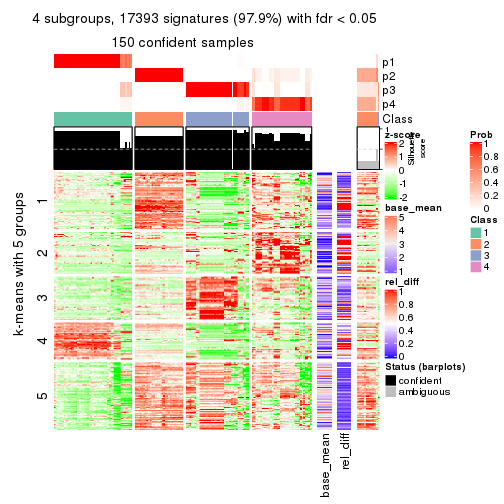 4 subgroups, 17393 signatures (97.9%) with fdr < 0.05
150 confident samples
p1
p2
p3
p4
Class
1
Silhouette
score
k-means with 5 groups
1
2
3
4
5
base_mean
rel_diff
z-score
2
1
0
-1
-2
base_mean
5
4
3
2
1
rel_diff
1
0.8
0.6
0.4
0.2
0
Status (barplots)
confident
ambiguous
Prob
1
0.8
0.6
0.4
0.2
0
Class
1
2
3
4